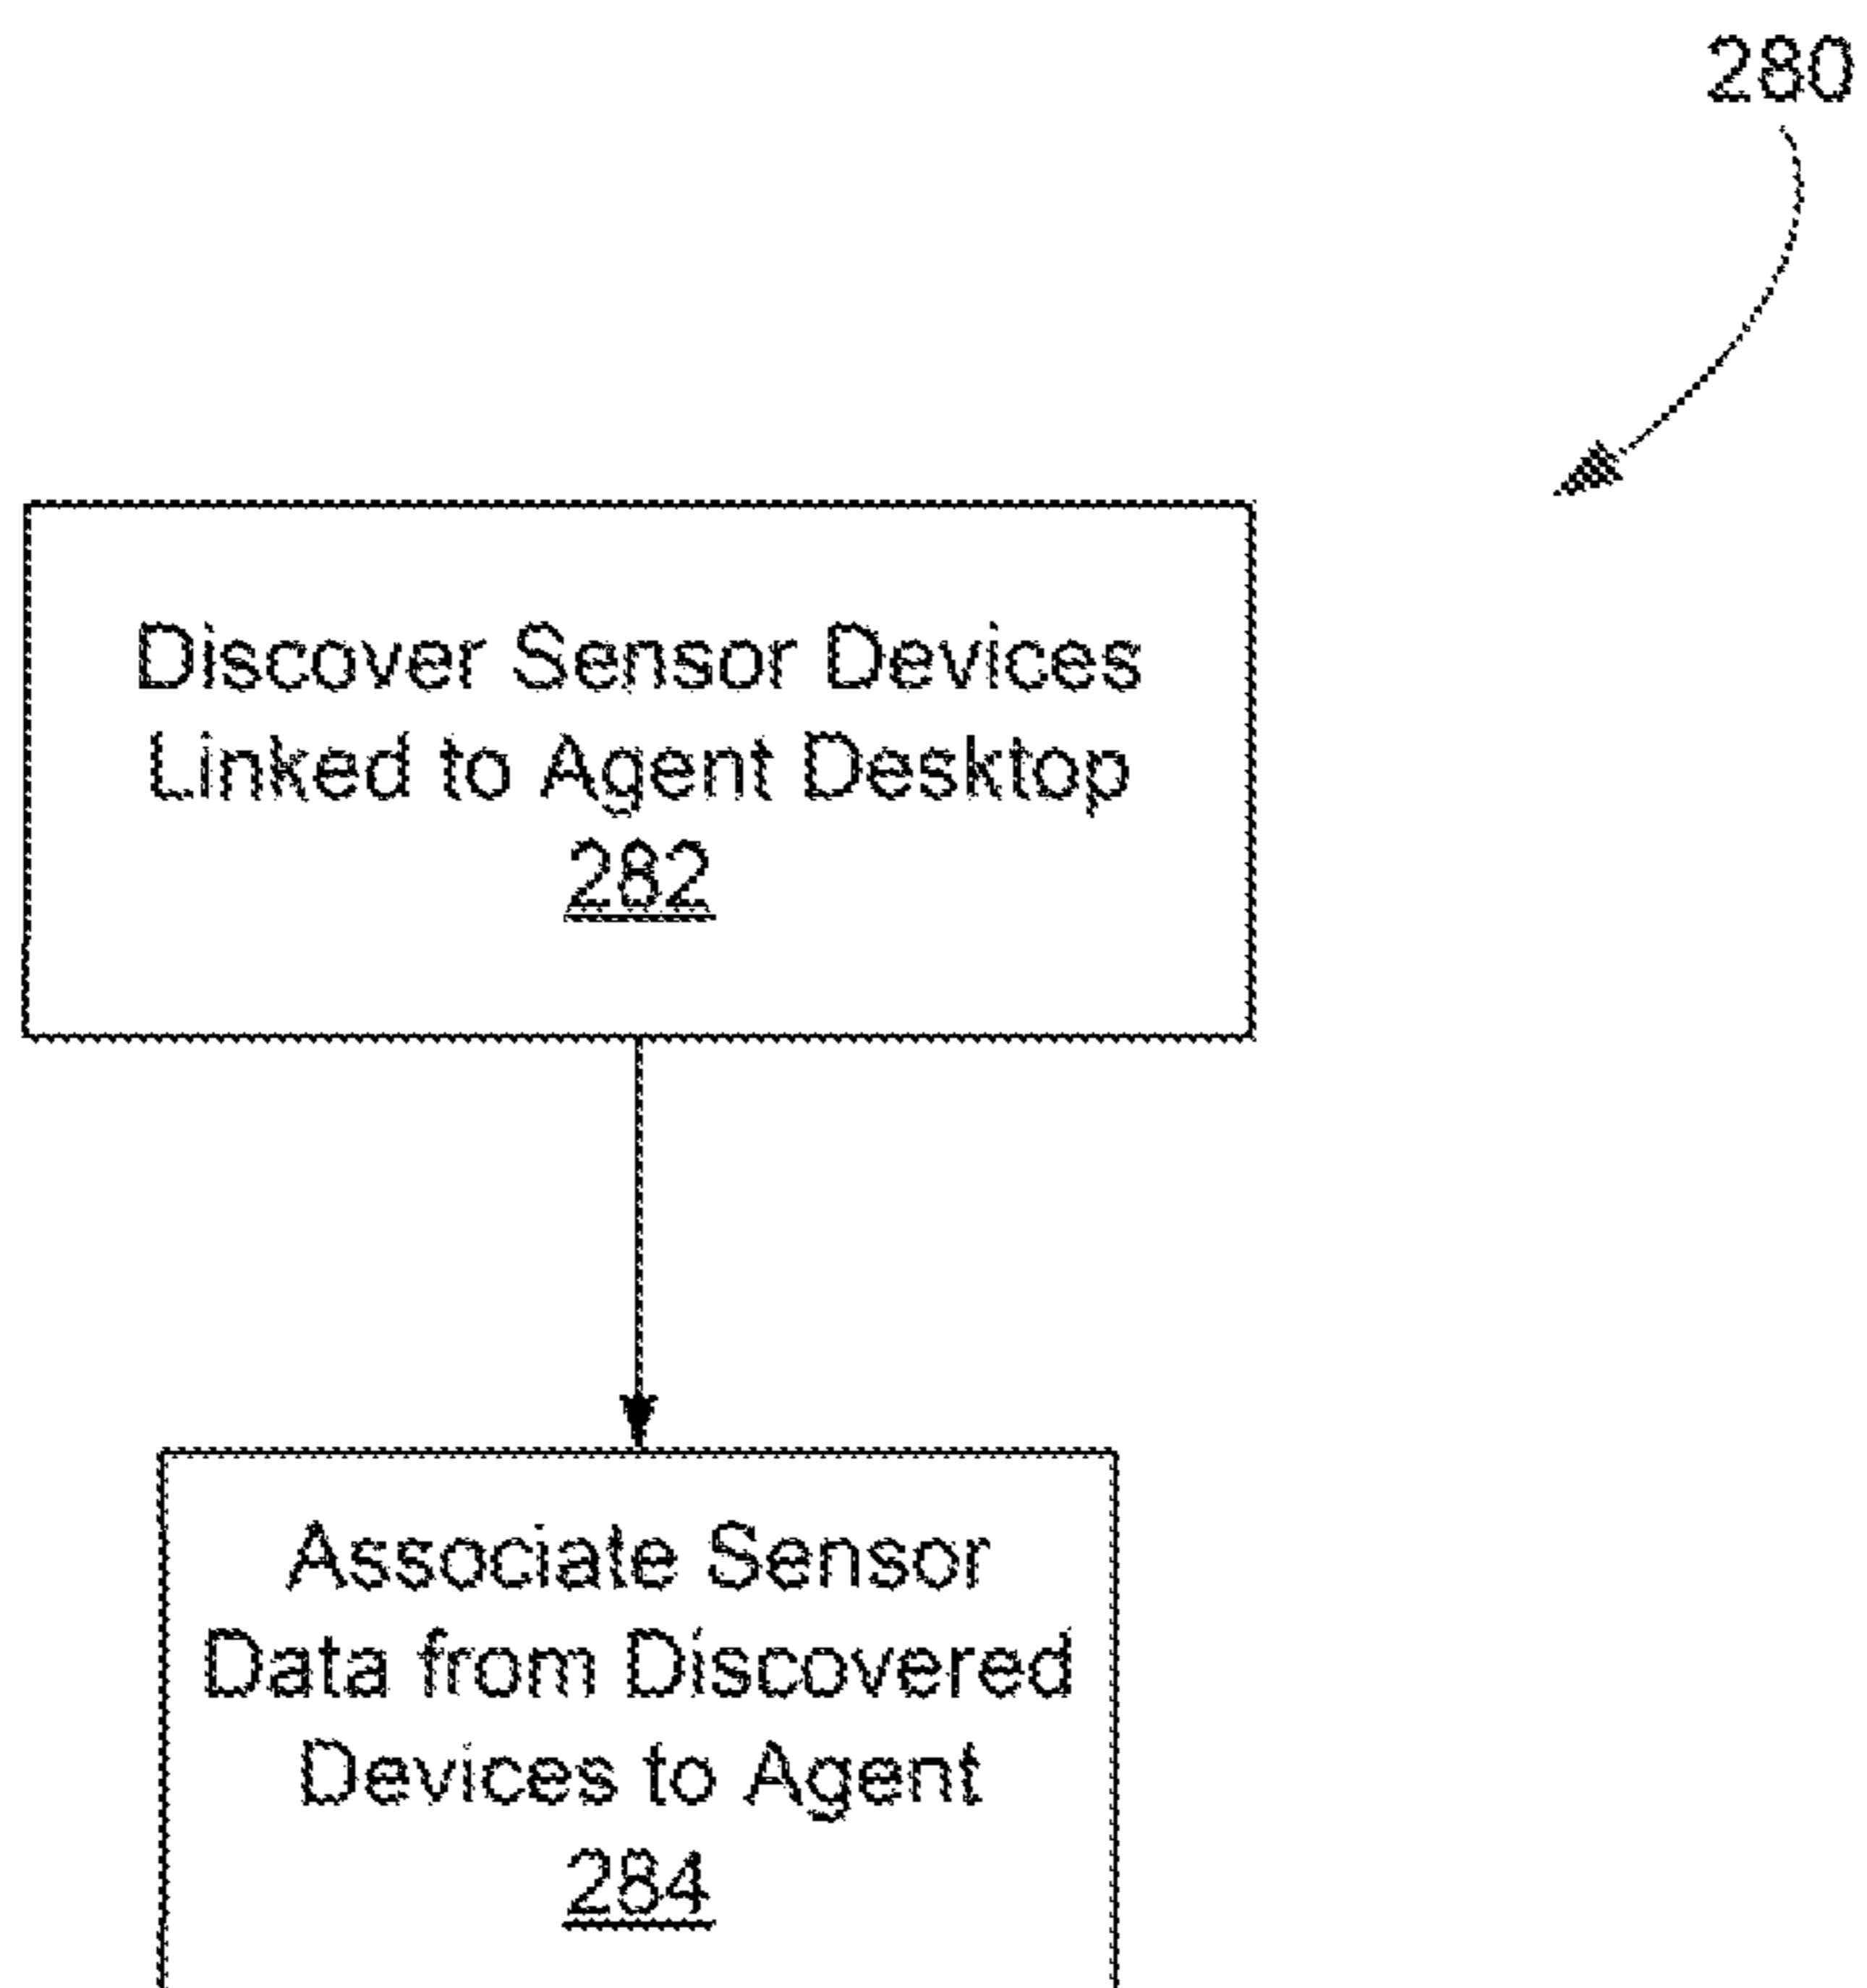 280
Discover Sensor Devices
Linked to Agent Desktop
282
Associate Sensor
Data from Discovered
Devices to Agent
284